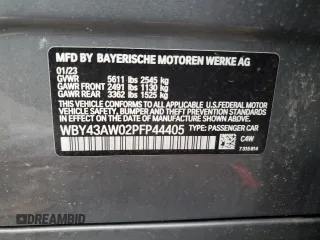 MFD BY BAYERISCHE MOTOREN WERKE AG
01/23
GVWR 5611 lbs 2545 kg
GAWR FRONT 2491 lbs 1130 kg
GAWR REAR 3362 lbs 1525 kg
THIS VEHICLE CONFORMS TO ALL APPLICABLE U.S. FEDERAL MOTOR
VEHICLE SAFETY, BUMPER, AND THEFT PREVENTION STANDARDS
IN EFFECT ON THE DATE OF MANUFACTURE SHOWN ABOVE.
WBY43AW02PFP44405 TYPE: PASSENGER CAR
C4W
AUTOBIDMASTER